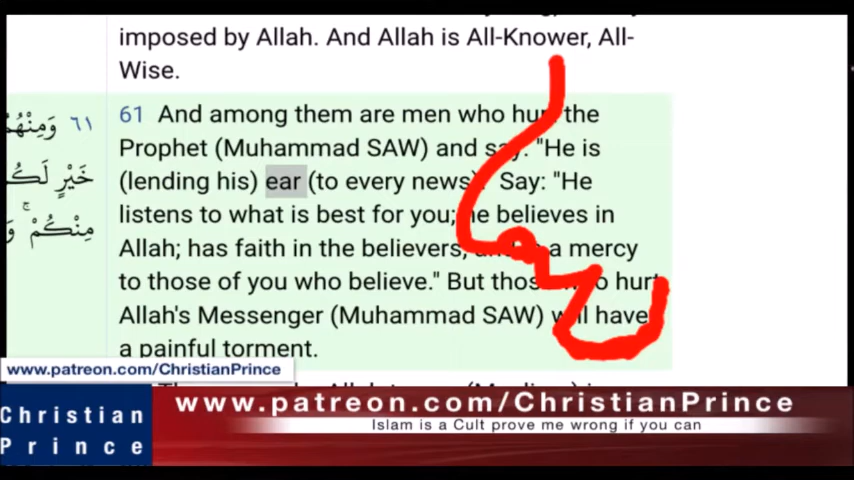 imposed by Allah. And Allah is All-Knower, All-
Wise.
61 And among them are men who hurt the
Prophet (Muhammad SAW) and say: "He is
(lending his) ear (to every news)." Say: "He
listens to what is best for you; he believes in
Allah; has faith in the believers; and is a mercy
to those of you who believe." But those who hurt
Allah's Messenger (Muhammad SAW) will have
a painful torment.
٦١ وَمِنْهُمُ
خَيْرٍ لَكُمْ
مِنْكُمْ ۚ وَ
www.patreon.com/ChristianPrince
Christian
Prince
www.patreon.com/ChristianPrince
Islam is a Cult prove me wrong if you can